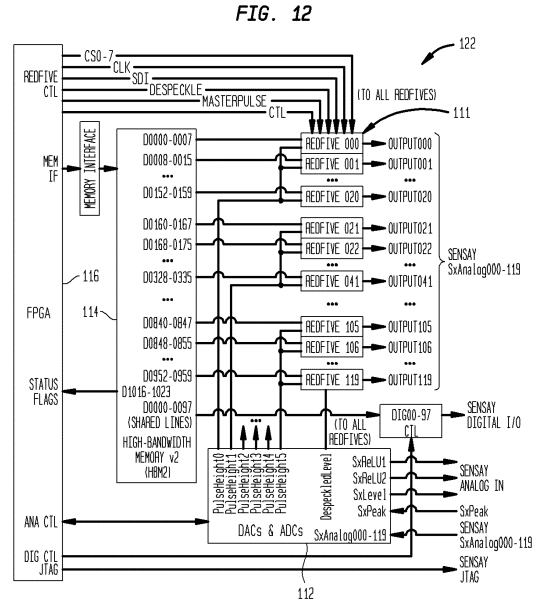 FIG. 12
122
CS0-7
CLK
SDI
DESPECKLE
MASTERPULSE
CTL
REDFIVE
CTL
(TO ALL REDFIVES)
111
MEM
IF
MEMORY INTERFACE
D0000-0007
D0008-0015
•••
D0152-0159
D0160-0167
D0168-0175
•••
D0328-0335
•••
D0840-0847
D0848-0855
•••
D0952-0959
D1016-1023
D0000-0097
(SHARED LINES)
HIGH-BANDWIDTH
MEMORY v2
(HBM2)
REDFIVE 000
REDFIVE 001
•••
REDFIVE 020
REDFIVE 021
REDFIVE 022
•••
REDFIVE 041
•••
REDFIVE 105
REDFIVE 106
•••
REDFIVE 119
OUTPUT000
OUTPUT001
•••
OUTPUT020
OUTPUT021
OUTPUT022
•••
OUTPUT041
•••
OUTPUT105
OUTPUT106
•••
OUTPUT119
SENSAY
SxAnalog000-119
116
114
FPGA
STATUS
FLAGS
•••
(TO ALL
REDFIVES)
DIG00-97
CTL
SENSAY
DIGITAL I/O
PulseHeight0
PulseHeight1
PulseHeight2
PulseHeight3
PulseHeight4
PulseHeight5
DespeckledLevel
SxReLU1
SxReLU2
SxLevel
SxPeak
SxAnalog000-119
DACs & ADCs
SENSAY
ANALOG IN
SxPeak
SENSAY
SxAnalog000-119
ANA CTL
DIG CTL
JTAG
112
SENSAY
JTAG